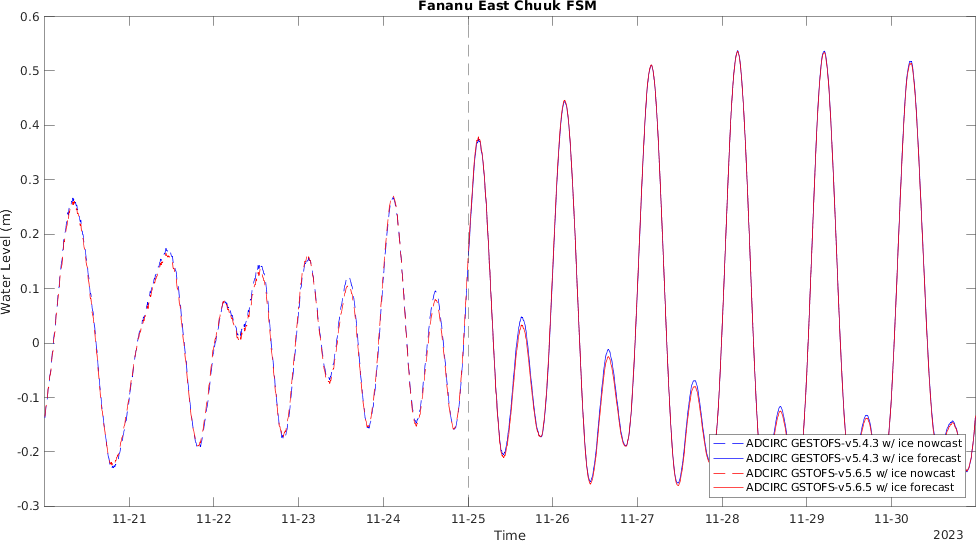 Fananu East Chuuk FSM
0.6
0.5
0.4
0.3
0.2
0.1
0
-0.1
-0.2
-0.3
Water Level (m)
ADCIRC GESTOFS-v5.4.3 w/ ice nowcast
ADCIRC GESTOFS-v5.4.3 w/ ice forecast
ADCIRC GSTOFS-v5.6.5 w/ ice nowcast
ADCIRC GSTOFS-v5.6.5 w/ ice forecast
11-21 11-22 11-23 11-24 11-25 11-26 11-27 11-28 11-29 11-30
Time
2023